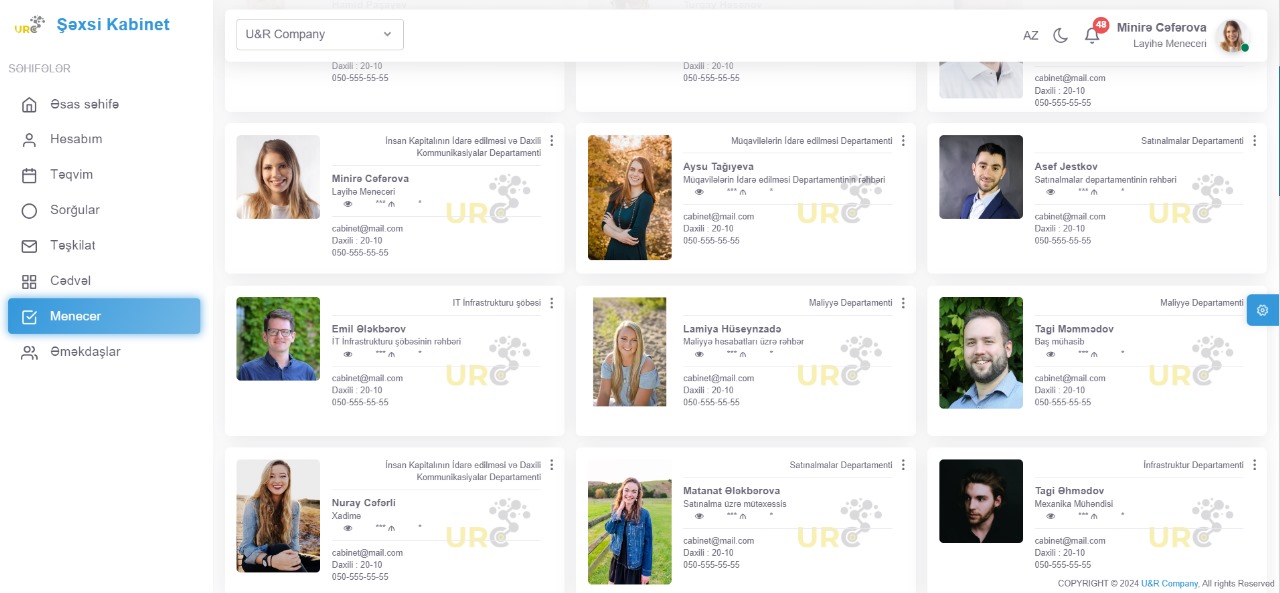 URC Şəxsi Kabinet
SƏHİFƏLƏR
Əsas səhifə
Hesabım
Təqvim
Sorğular
Təşkilat
Cədvəl
Menecer
Əməkdaşlar
U&R Company
AZ
48
Minirə Cəfərova
Layihə Meneceri
Daxili : 20-10
050-555-55-55
Daxili : 20-10
050-555-55-55
cabinet@mail.com
Daxili : 20-10
050-555-55-55
İnsan Kapitalının İdarə edilməsi və Daxili
Kommunikasiyalar Departamenti
Minirə Cəfərova
Layihə Meneceri
*** ₼ *
URC
cabinet@mail.com
Daxili : 20-10
050-555-55-55
Müqavilələrin İdarə edilməsi Departamenti
Aysu Tağıyeva
Müqavilələrin İdarə edilməsi Departamentinin rəhbəri
*** ₼ *
URC
cabinet@mail.com
Daxili : 20-10
050-555-55-55
Satınalmalar Departamenti
Asef Jestkov
Satınalmalar departamentinin rəhbəri
*** ₼ *
URC
cabinet@mail.com
Daxili : 20-10
050-555-55-55
IT İnfrastrukturu şöbəsi
Emil Ələkbərov
İT İnfrastrukturu şöbəsinin rəhbəri
*** ₼ *
URC
cabinet@mail.com
Daxili : 20-10
050-555-55-55
Maliyyə Departamenti
Lamiya Hüseynzadə
Maliyyə hesabatları üzrə rəhbər
*** ₼ *
URC
cabinet@mail.com
Daxili : 20-10
050-555-55-55
Maliyyə Departamenti
Tagi Məmmədov
Baş mühasib
*** ₼ *
URC
cabinet@mail.com
Daxili : 20-10
050-555-55-55
İnsan Kapitalının İdarə edilməsi və Daxili
Kommunikasiyalar Departamenti
Nuray Cəfərli
Xadimə
*** ₼ *
URC
cabinet@mail.com
Daxili : 20-10
050-555-55-55
Satınalmalar Departamenti
Mətanət Ələkbərova
Satınalma üzrə mütəxəssis
*** ₼ *
URC
cabinet@mail.com
Daxili : 20-10
050-555-55-55
İnfrastruktur Departamenti
Tagi Əhmədov
Mexanika Mühəndisi
*** ₼ *
URC
cabinet@mail.com
Daxili : 20-10
050-555-55-55
COPYRIGHT © 2024 U&R Company, All rights Reserved